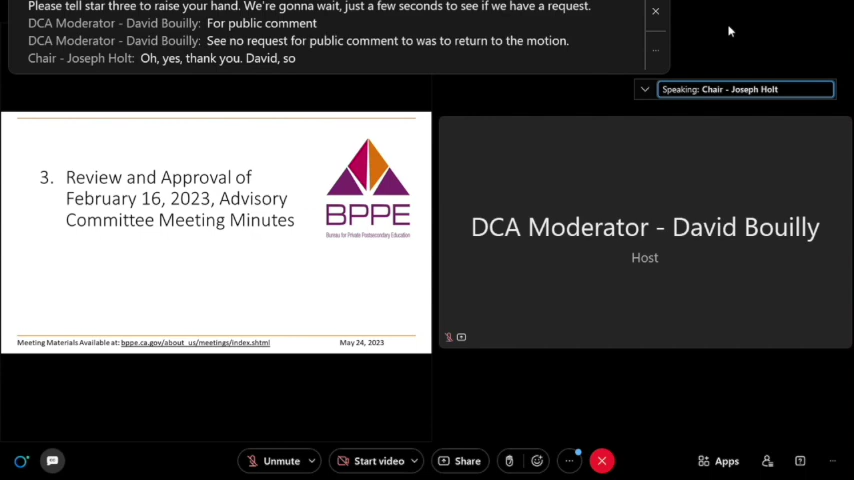 Please tell star three to raise your hand. We're gonna wait, just a few seconds to see if we have a request.
DCA Moderator - David Bouilly: For public comment
DCA Moderator - David Bouilly: See no request for public comment to was to return to the motion.
Chair - Joseph Holt: Oh, yes, thank you. David, so
Speaking: Chair - Joseph Holt
3. Review and Approval of
February 16, 2023, Advisory
Committee Meeting Minutes
BPPE
Bureau for Private Postsecondary Education
Meeting Materials Available at: bppe.ca.gov/about_us/meetings/index.shtml
May 24, 2023
DCA Moderator - David Bouilly
Host
Unmute
Start video
Share
Apps